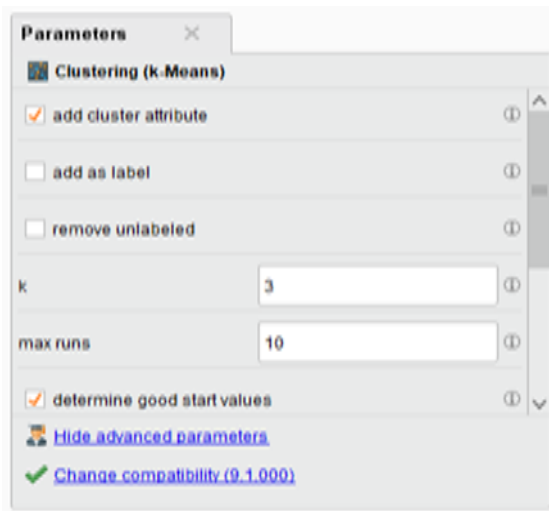 Parameters
Clustering (k-Means)
add cluster attribute
add as label
remove unlabeled
k 3
max runs 10
determine good start values
Hide advanced parameters
Change compatibility (9.1.000)